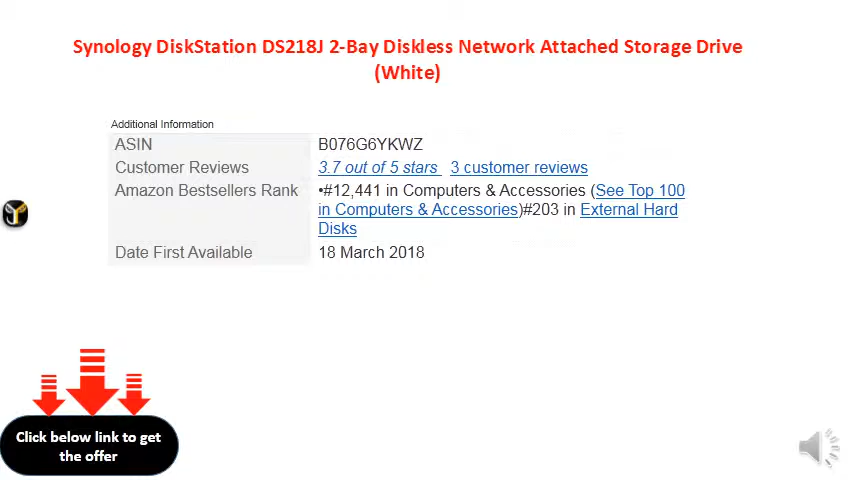 Synology DiskStation DS218J 2-Bay Diskless Network Attached Storage Drive
(White)
Additional Information
ASIN B076G6YKWZ
Customer Reviews 3.7 out of 5 stars 3 customer reviews
Amazon Bestsellers Rank •#12,441 in Computers & Accessories (See Top 100
in Computers & Accessories)#203 in External Hard
Disks
Date First Available 18 March 2018
Click below link to get
the offer